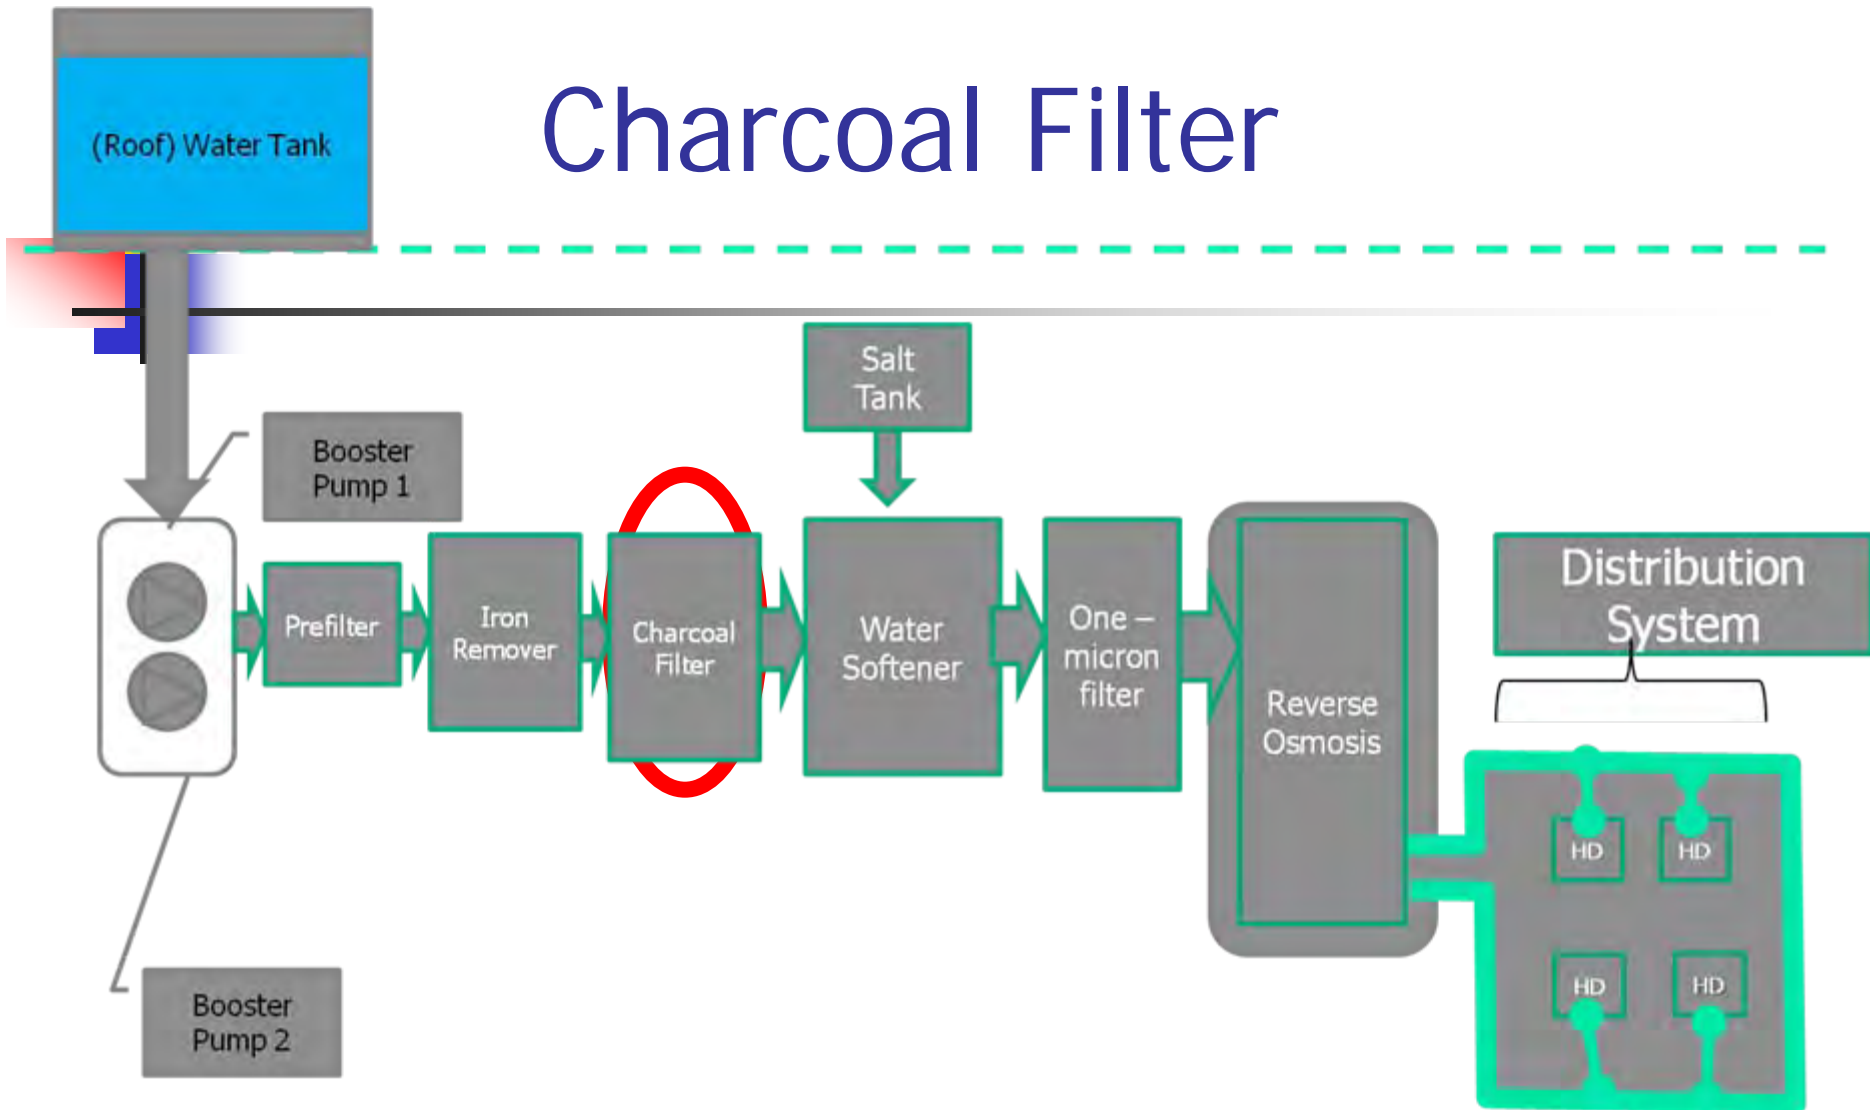 (Roof) Water Tank
Charcoal Filter
Salt
Tank
Booster
Pump 1
Prefilter
Iron
Remover
Charcoal
Filter
Water
Softener
One –
micron
filter
Reverse
Osmosis
Distribution
System
HD
HD
HD
HD
Booster
Pump 2